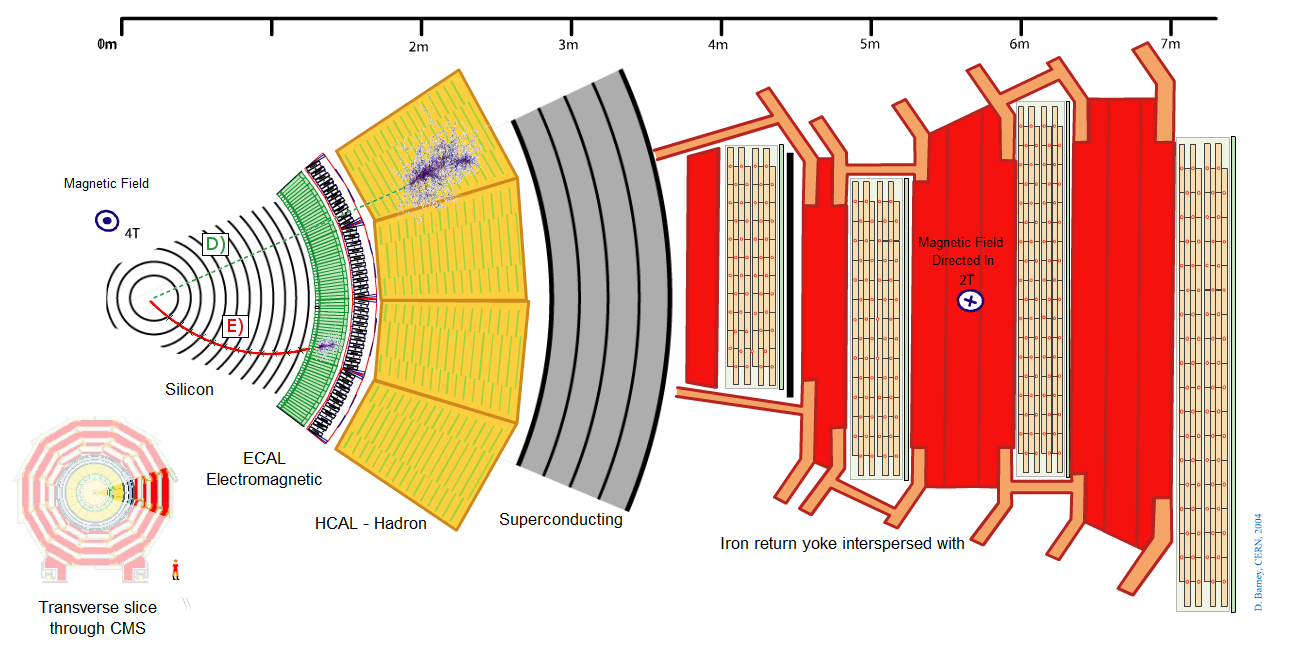 0m
2m
3m
4m
5m
6m
7m
Magnetic Field
4T
D)
E)
Silicon
ECAL
Electromagnetic
HCAL - Hadron
Superconducting
Magnetic Field
Directed In
2T
Iron return yoke interspersed with
Transverse slice
through CMS
D. Barney, CERN, 2004